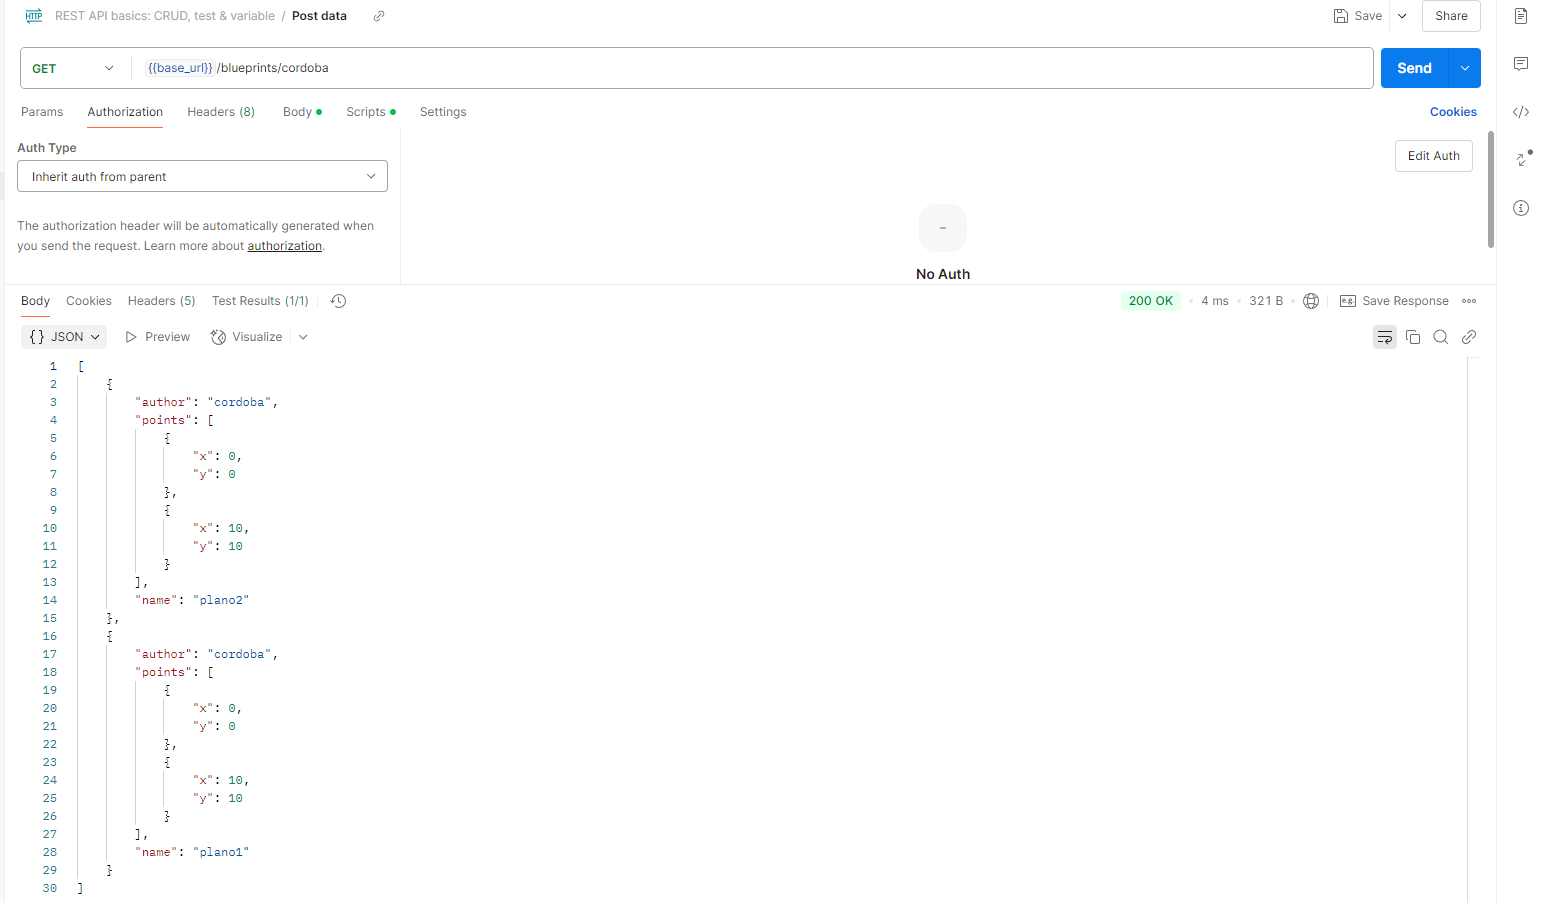 HTTP REST API basics: CRUD, test & variable / Post data
Save
Share
GET {{base_url}}/blueprints/cordoba
Send
Params Authorization Headers (8) Body Scripts Settings
Cookies
Auth Type
Edit Auth
Inherit auth from parent
The authorization header will be automatically generated when
you send the request. Learn more about authorization.
-
No Auth
Body Cookies Headers (5) Test Results (1/1)
200 OK • 4 ms • 321 B • e.g. Save Response
{} JSON Preview Visualize
1 [
2 {
3 "author": "cordoba",
4 "points": [
5 {
6 "x": 0,
7 "y": 0
8 },
9 {
10 "x": 10,
11 "y": 10
12 }
13 ],
14 "name": "plano2"
15 },
16 {
17 "author": "cordoba",
18 "points": [
19 {
20 "x": 0,
21 "y": 0
22 },
23 {
24 "x": 10,
25 "y": 10
26 }
27 ],
28 "name": "plano1"
29 }
30 ]